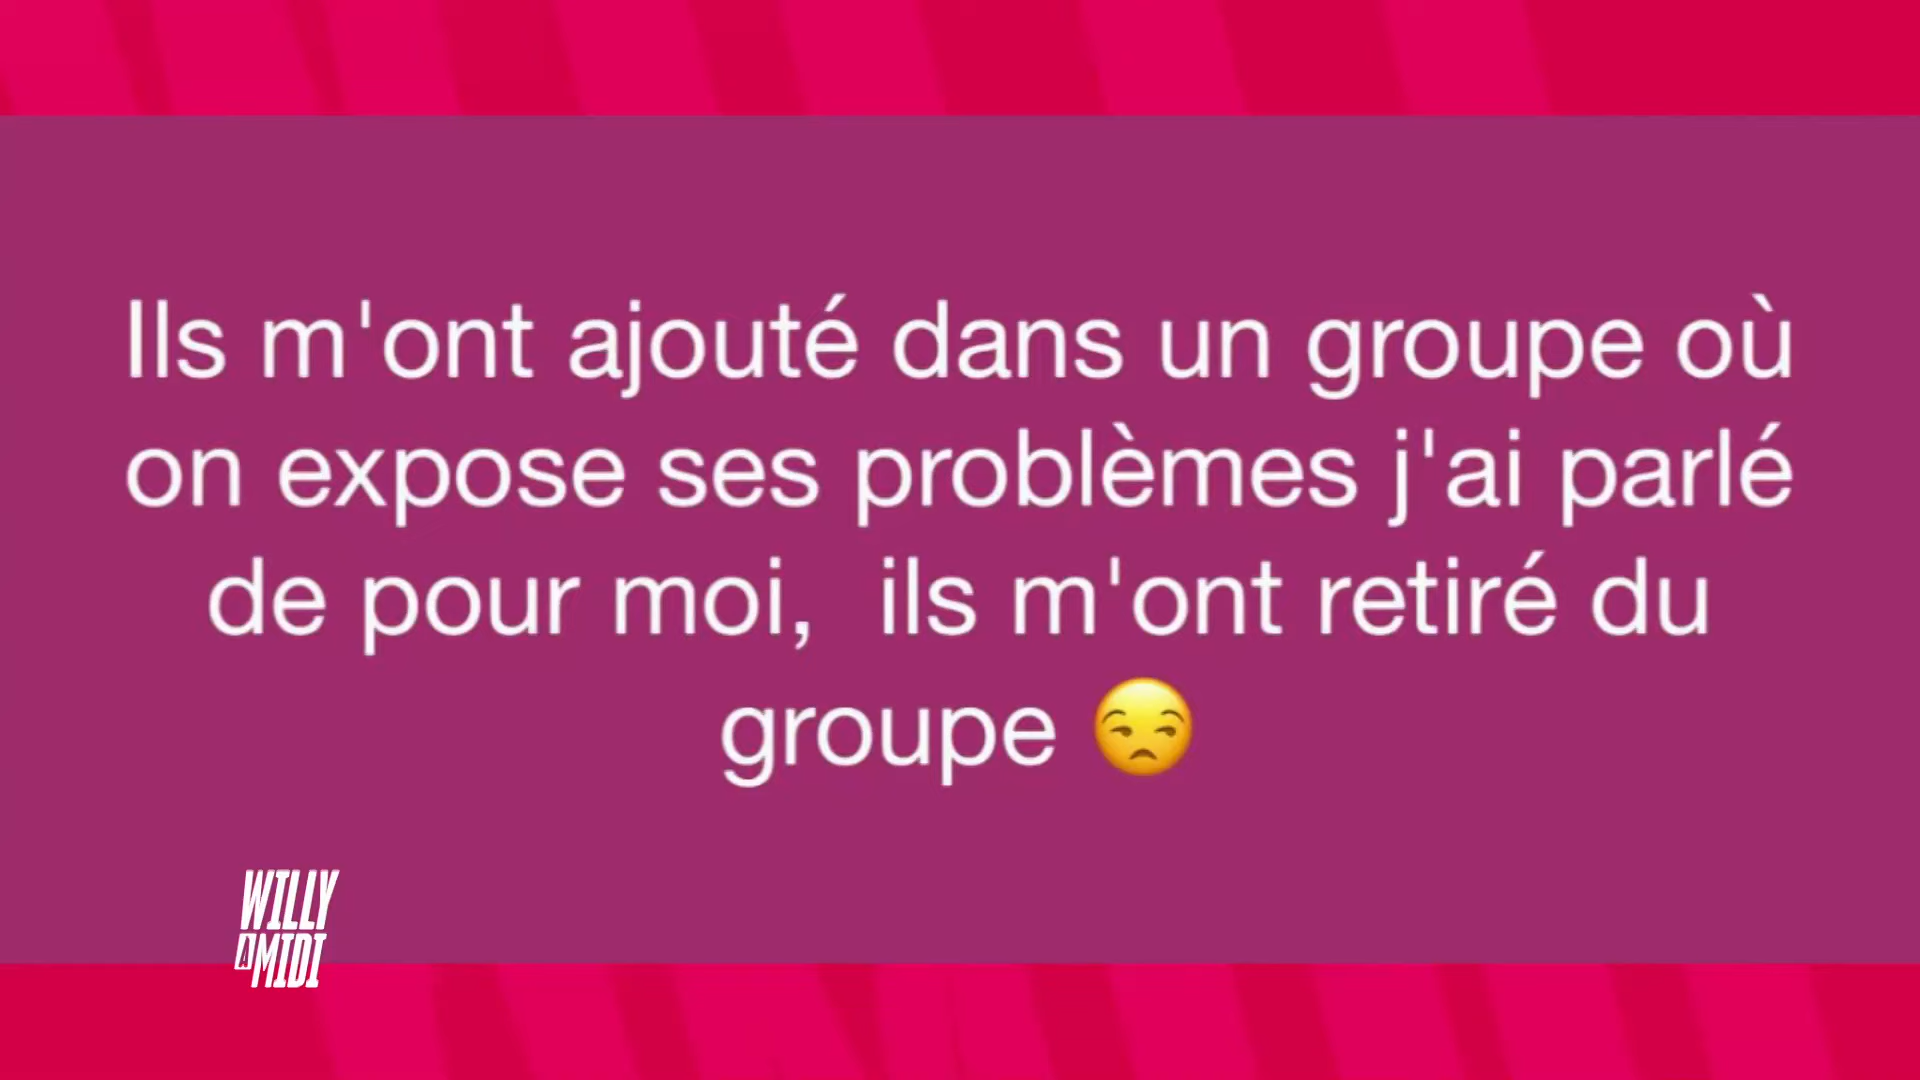 Ils m'ont ajouté dans un groupe où
on expose ses problèmes j'ai parlé
de pour moi,  ils m'ont retiré du
groupe 😒
WILLY
A MIDI